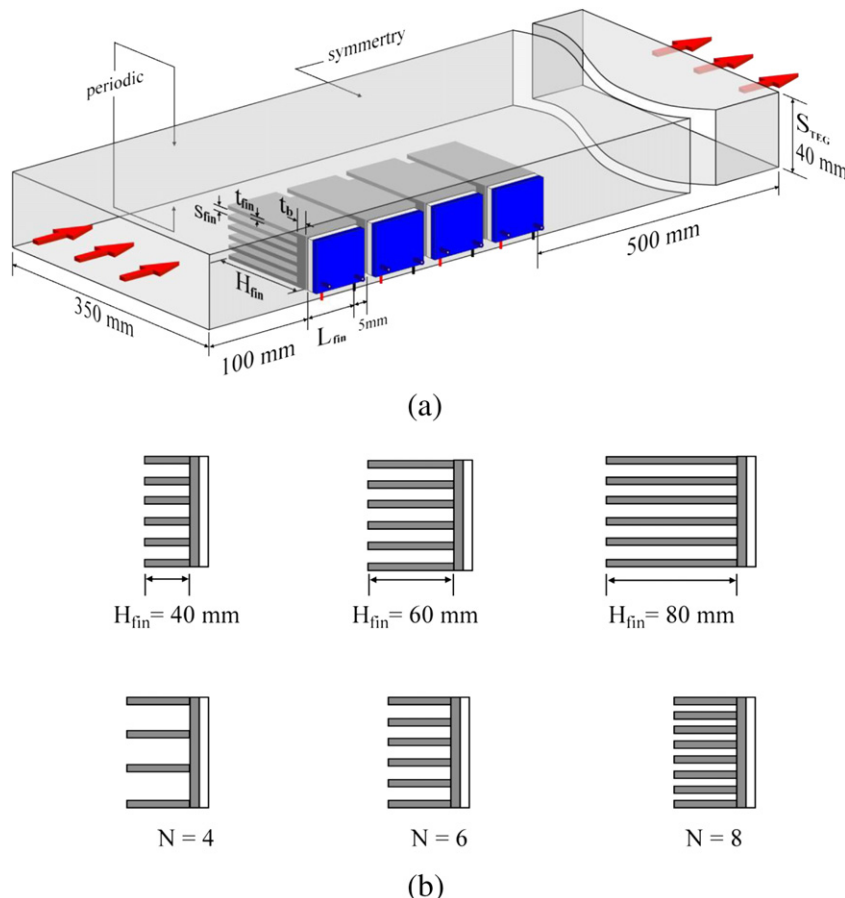 symmetry
periodic
S_TEG
40 mm
t_fin
S_fin
t_b
H_fin
500 mm
350 mm
100 mm
L_fin
5mm
(a)
H_fin= 40 mm
H_fin= 60 mm
H_fin= 80 mm
N = 4
N = 6
N = 8
(b)